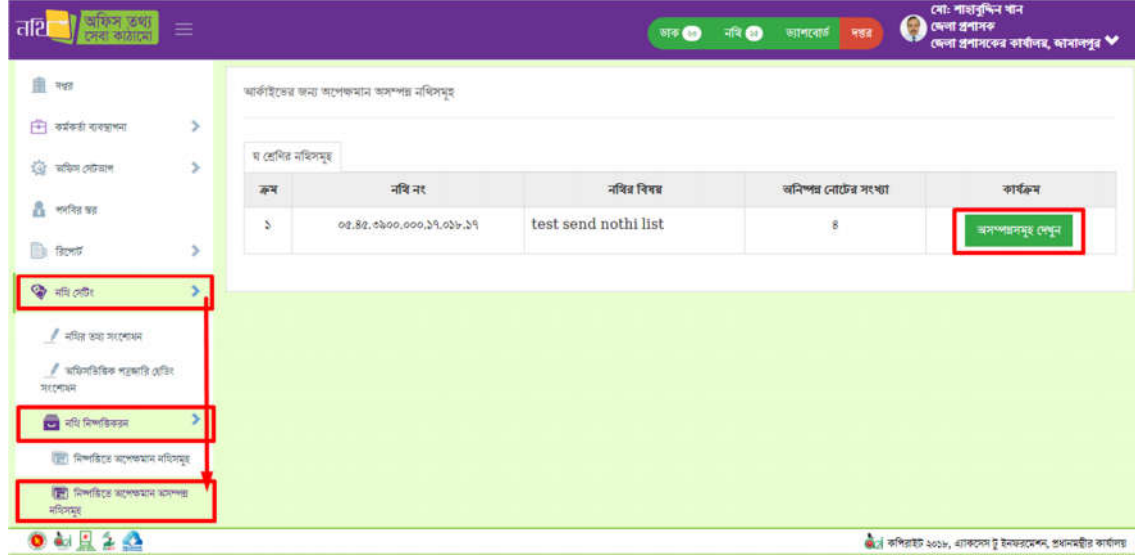 নথি অফিস তথ্য
সেবা কাঠামো
ডাক নথি ড্যাশবোর্ড দপ্তর
মো: শাহাবুদ্দিন খান
জেলা প্রশাসক
জেলা প্রশাসকের কার্যালয়, জামালপুর
দপ্তর
কর্মকর্তা ব্যবস্থাপনা
অফিস সেটআপ
পদবির স্তর
রিপোর্ট
নথি সেটিং
নথির তথ্য সংশোধন
অফিসভিত্তিক পত্রজারি হেডিং
সংশোধন
নথি নিষ্পত্তিকরন
নিষ্পত্তিতে অপেক্ষমান নথিসমূহ
নিষ্পত্তিতে অপেক্ষমান অসম্পন্ন
নথিসমূহ
আর্কাইভের জন্য অপেক্ষমান অসম্পন্ন নথিসমূহ
ঘ শ্রেণির নথিসমূহ
ক্রম নথি নং নথির বিষয় অনিষ্পন্ন নোটের সংখ্যা কার্যক্রম
১ ০৫.৪৫.৩৯০০.০০০.১৭.০১৮.১৭ test send nothi list ৪ অসম্পন্নসমূহ দেখুন
কপিরাইট ২০১৮, এ্যাকসেস টু ইনফরমেশন, প্রধানমন্ত্রীর কার্যালয়